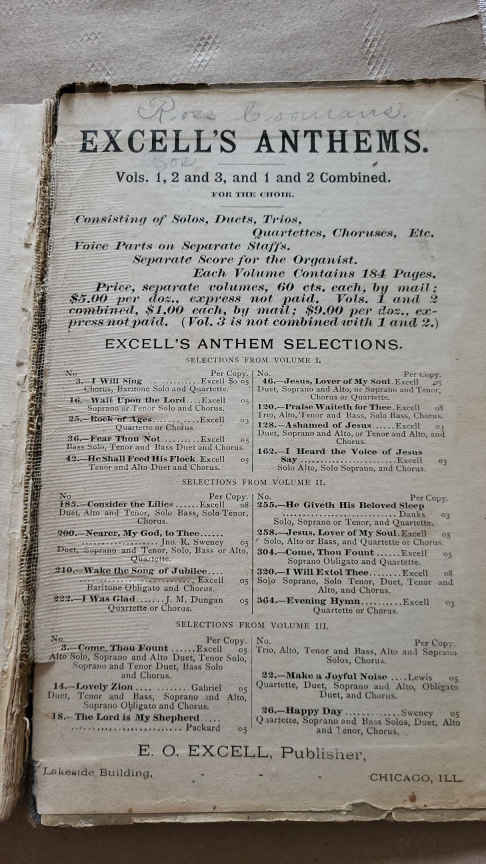 Ross
EXCELL'S ANTHEMS.
Vols. 1, 2 and 3, and 1 and 2 Combined.
FOR THE CHOIR.
Consisting of Solos, Duets, Trios,
Quartettes, Choruses, Etc.
Voice Parts on Separate Staffs.
Separate Score for the Organist.
Each Volume Contains 184 Pages.
Price, separate volumes, 60 cts. each, by mail;
$5.00 per doz., express not paid. Vols. 1 and 2
combined, $1.00 each, by mail; $9.00 per doz., ex-
press not paid. (Vol. 3 is not combined with 1 and 2.)
EXCELL'S ANTHEM SELECTIONS.
SELECTIONS FROM VOLUME I.
No. Per Copy.
3.—I Will Sing ............ Excell $0 05
Chorus, Baritone Solo and Quartette.
16.—Wait Upon the Lord ... Excell 05
Soprano or Tenor Solo and Chorus.
25.—Rock of Ages .......... Excell 05
Quartette or Chorus
36.—Fear Thou Not ......... Excell 05
Bass Solo, Tenor and Bass Duet and Chorus.
42.—He Shall Feed His Flock Excell 05
Tenor and Alto Duet and Chorus.
No. Per Copy.
46.—Jesus, Lover of My Soul. Excell 05
Duet, Soprano and Alto, or Soprano and Tenor,
Chorus or Quartette.
120.—Praise Waiteth for Thee. Excell 08
Trio, Alto, Tenor and Bass, Solo Bass, Chorus.
128.—Ashamed of Jesus ..... Excell 05
Duet, Soprano and Alto, or Tenor and Alto, and
Chorus.
162.—I Heard the Voice of Jesus
Say ........................ Excell 05
Solo Alto, Solo Soprano, and Chorus.
SELECTIONS FROM VOLUME II.
No Per Copy.
185.—Consider the Lilies ...... Excell 08
Duet, Alto and Tenor, Solo Bass, Solo Tenor,
Chorus.
200.—Nearer, My God, to Thee......
.................... Jno. R. Sweney 05
Duet, Soprano and Tenor, Solo, Bass or Alto,
Quartette.
210.—Wake the Song of Jubilee....
............................, Excell 05
Baritone Obligato and Chorus.
222.—I Was Glad ....... J. M. Dungan 05
Quartette or Chorus.
No. Per Copy.
255.—He Giveth His Beloved Sleep
............................ Danks 03
Solo, Soprano or Tenor, and Quartette.
258.—Jesus, Lover of My Soul. Excell 05
Solo, Alto or Bass, and Quartette or Chorus.
304.—Come, Thou Fount ...... Excell 05
Soprano Obligato and Quartette.
320.—I Will Extol Thee........ Excell 08
Solo Soprano, Solo Tenor, Duet, Tenor and
Alto, and Chorus.
364.—Evening Hymn.......... Excell 03
Quartette or Chorus.
SELECTIONS FROM VOLUME III.
No. Per Copy.
3.—Come, Thou Fount ...... Excell 05
Alto Solo, Soprano and Alto Duet, Tenor Solo,
Soprano and Tenor Duet, Bass Solo
and Chorus.
14.—Lovely Zion ............ Gabriel 05
Duet, Tenor and Bass, Soprano and Alto,
Soprano Obligato and Chorus.
18.—The Lord is My Shepherd ....
........................ Packard 05
No. Per Copy.
Trio, Alto, Tenor and Bass, Alto and Soprano
Solos, Chorus.
22.—Make a Joyful Noise .... Lewis 05
Quartette, Duet, Soprano and Alto, Obligato
Duet, and Chorus.
26.—Happy Day ............ Sweney 05
Quartette, Soprano and Bass Solos, Duet, Alto
and Tenor, Chorus.
E. O. EXCELL, Publisher,
Lakeside Building, CHICAGO, ILL.